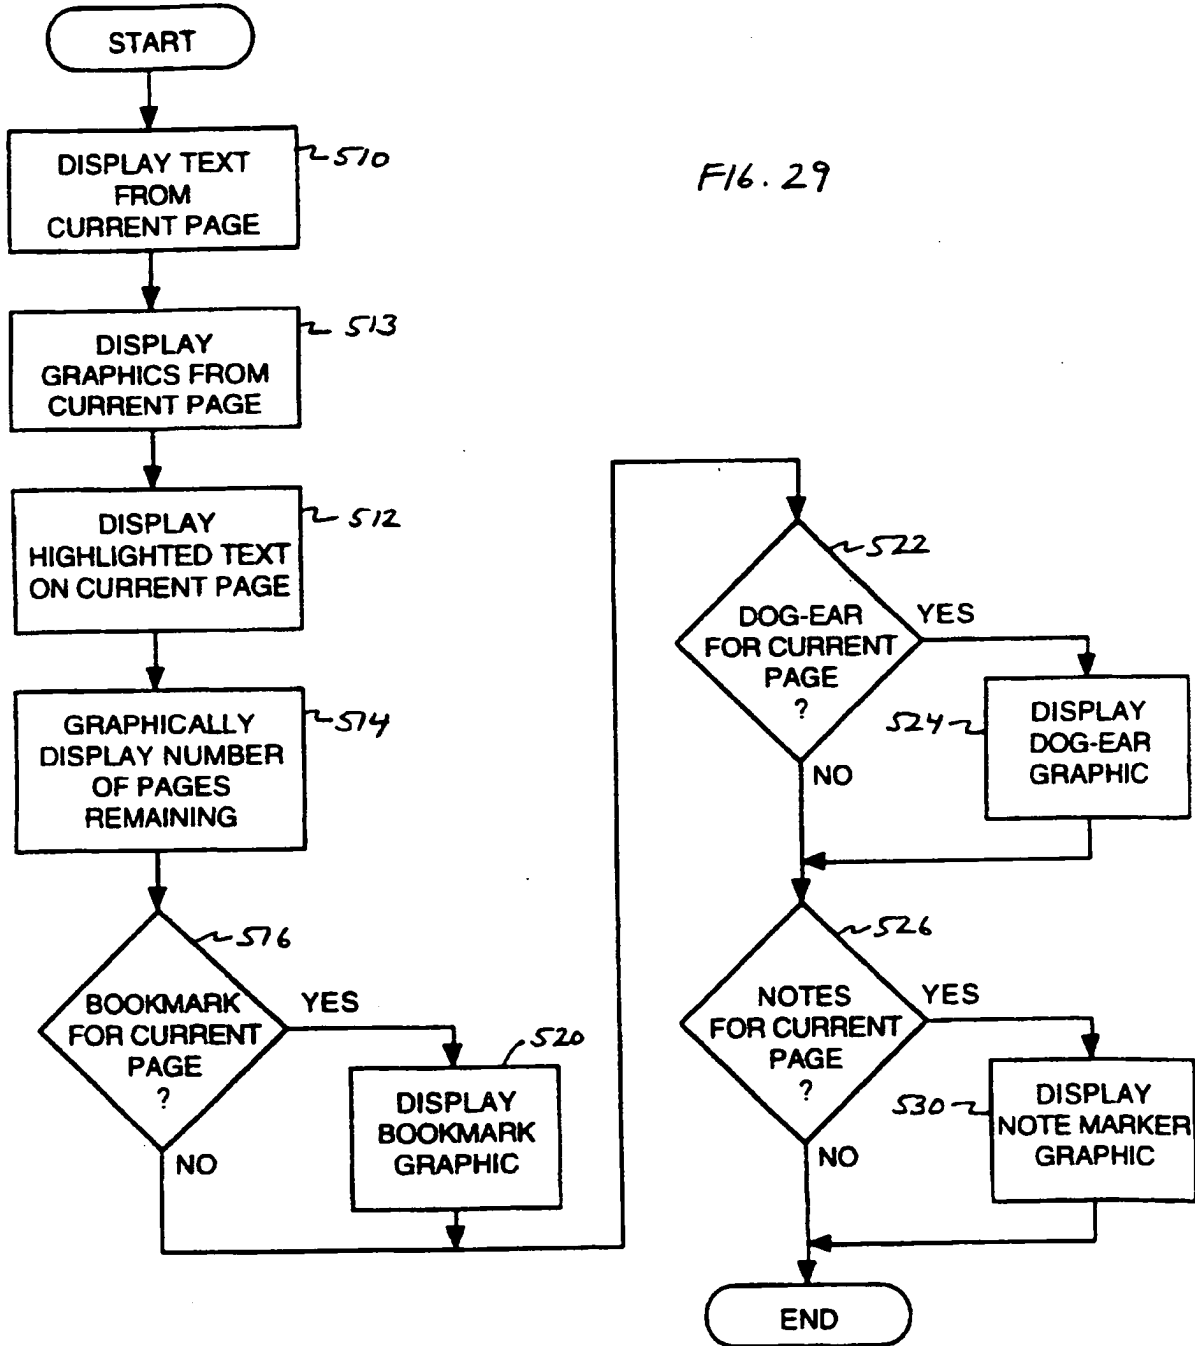 START
DISPLAY TEXT
FROM
CURRENT PAGE
510
FIG. 29
DISPLAY
GRAPHICS FROM
CURRENT PAGE
513
DISPLAY
HIGHLIGHTED TEXT
ON CURRENT PAGE
512
GRAPHICALLY
DISPLAY NUMBER
OF PAGES
REMAINING
514
BOOKMARK
FOR CURRENT
PAGE
?
516
YES
NO
520
DISPLAY
BOOKMARK
GRAPHIC
522
DOG-EAR
FOR CURRENT
PAGE
?
YES
NO
524
DISPLAY
DOG-EAR
GRAPHIC
526
NOTES
FOR CURRENT
PAGE
?
YES
NO
530
DISPLAY
NOTE MARKER
GRAPHIC
END